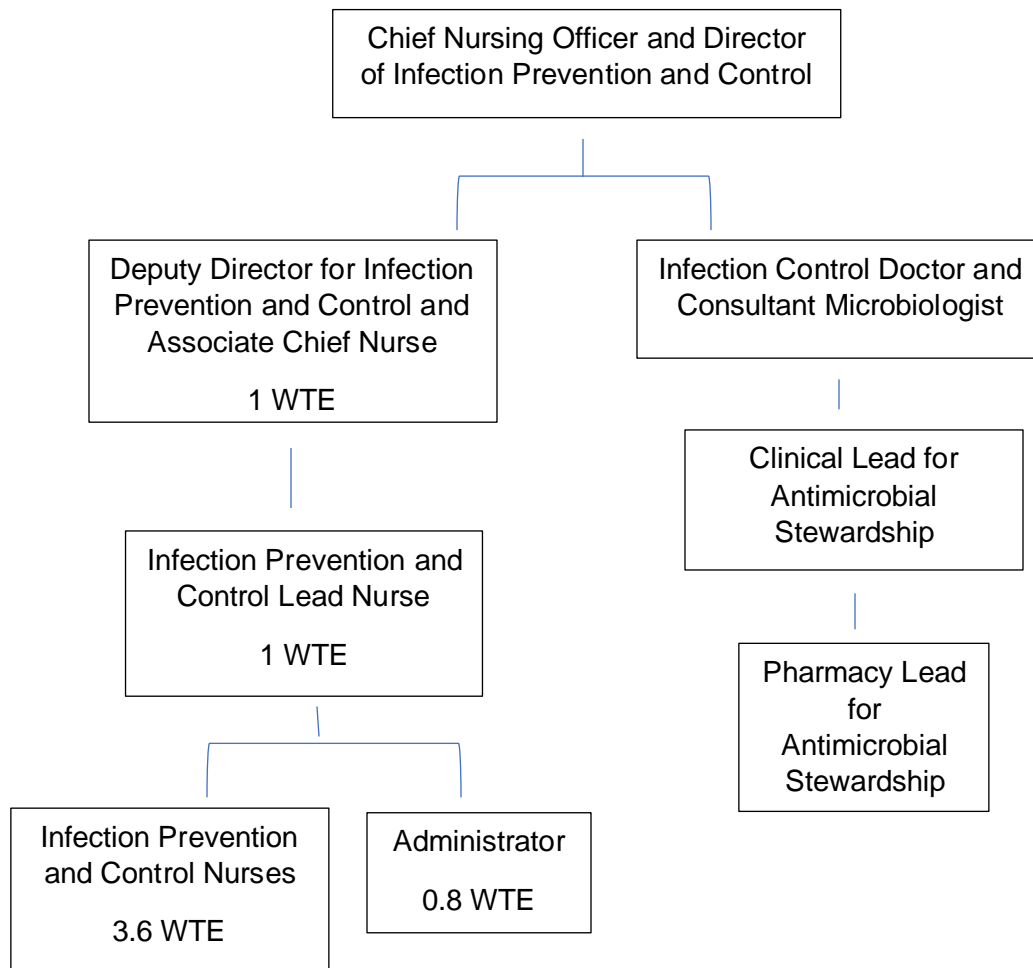 Chief Nursing Officer and Director
of Infection Prevention and Control
Deputy Director for Infection
Prevention and Control and
Associate Chief Nurse
1 WTE
Infection Control Doctor and
Consultant Microbiologist
Clinical Lead for
Antimicrobial
Stewardship
Infection Prevention and
Control Lead Nurse
1 WTE
Pharmacy Lead
for
Antimicrobial
Stewardship
Infection Prevention
and Control Nurses
3.6 WTE
Administrator
0.8 WTE